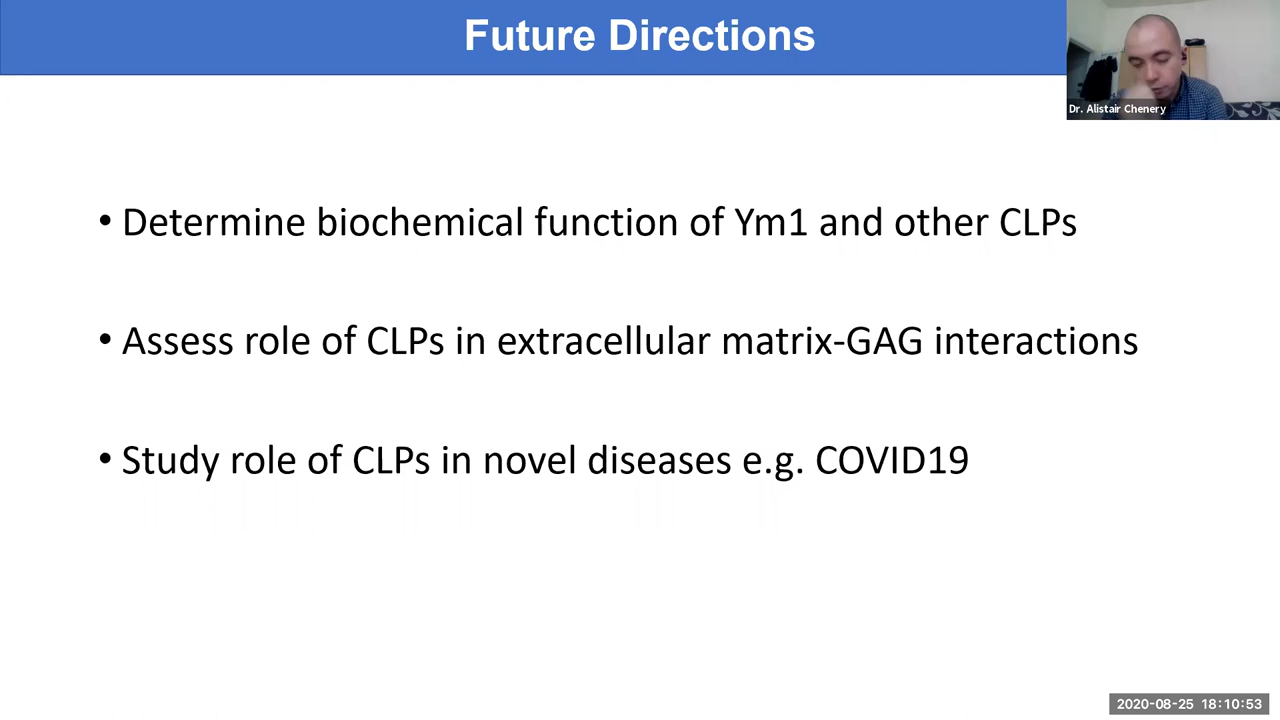 Future Directions
Dr. Alistair Chenery
• Determine biochemical function of Ym1 and other CLPs
• Assess role of CLPs in extracellular matrix-GAG interactions
• Study role of CLPs in novel diseases e.g. COVID19
2020-08-25 18:10:53